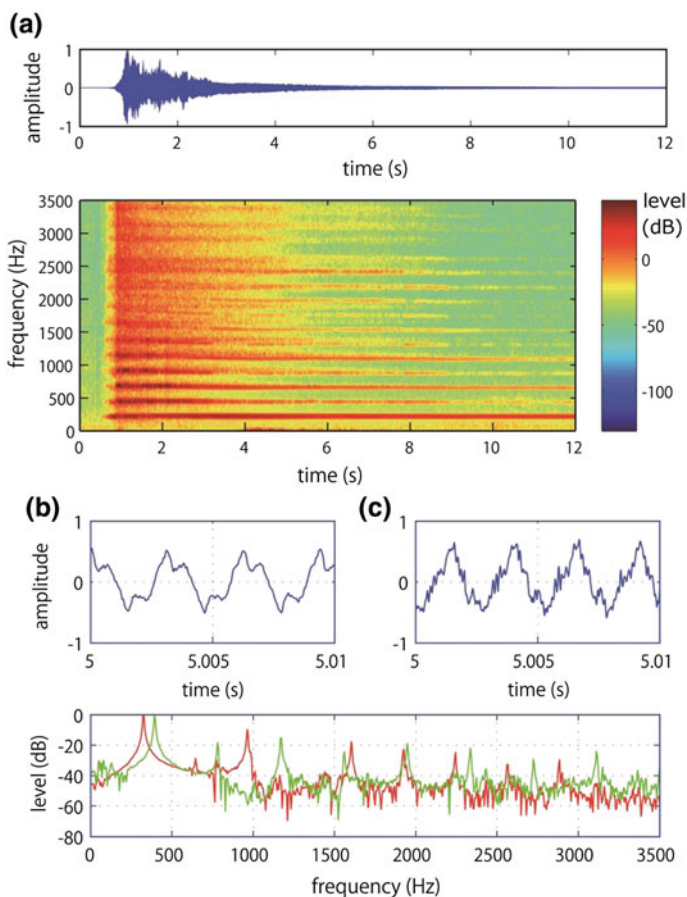 (a)
amplitude
1
0
-1
0 2 4 6 8 10 12
time (s)
frequency (Hz)
3500
3000
2500
2000
1500
1000
500
0
0 2 4 6 8 10 12
time (s)
level
(dB)
0
-50
-100
(b)
amplitude
1
0
-1
5 5.005 5.01
time (s)
(c)
1
0
-1
5 5.005 5.01
time (s)
level (dB)
0
-20
-40
-60
-80
0 500 1000 1500 2000 2500 3000 3500
frequency (Hz)